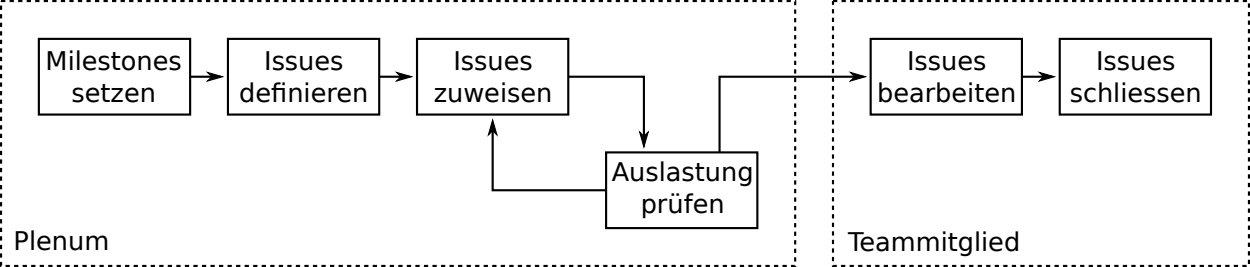 Milestones
setzen
Issues
definieren
Issues
zuweisen
Auslastung
prüfen
Plenum
Issues
bearbeiten
Issues
schliessen
Teammitglied